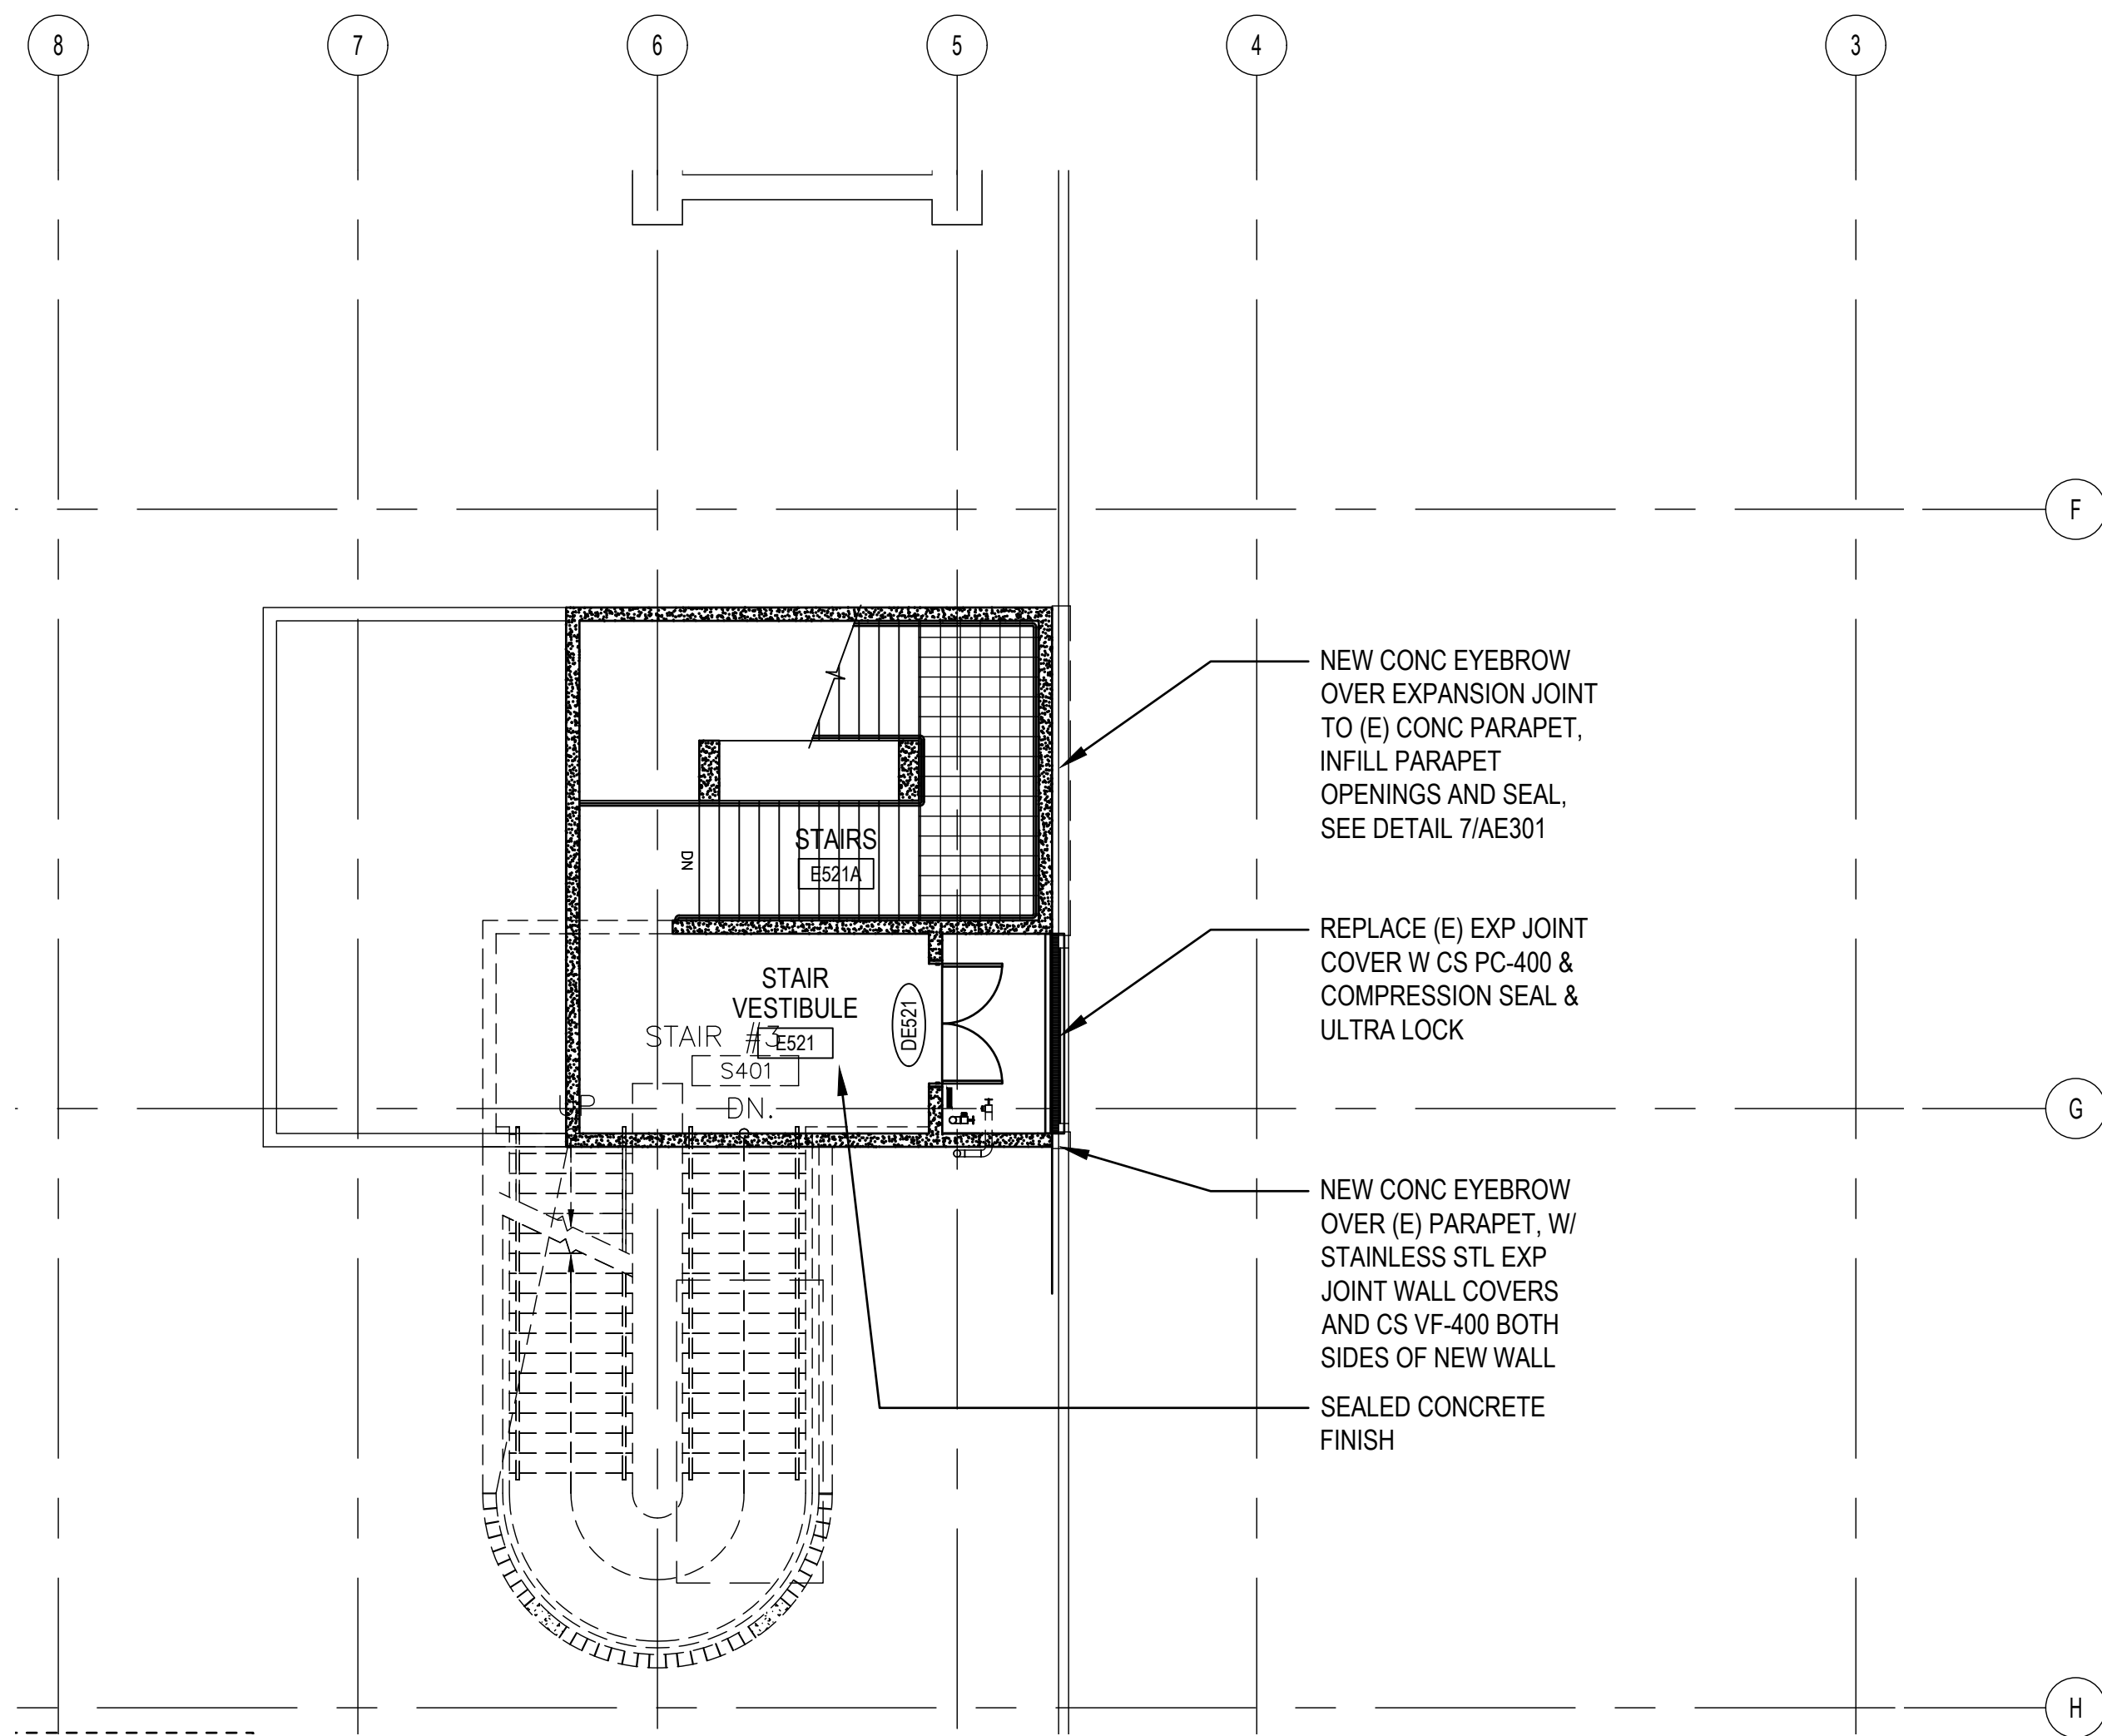 8
7
6
5
4
3
F
NEW CONC EYEBROW
OVER EXPANSION JOINT
TO (E) CONC PARAPET,
INFILL PARAPET
OPENINGS AND SEAL,
SEE DETAIL 7/AE301
STAIRS
DN
E521A
REPLACE (E) EXP JOINT
COVER W CS PC-400 &
COMPRESSION SEAL &
ULTRA LOCK
STAIR
VESTIBULE
E521
DE521
STAIR #3
S401
UP
DN.
G
NEW CONC EYEBROW
OVER (E) PARAPET, W/
STAINLESS STL EXP
JOINT WALL COVERS
AND CS VF-400 BOTH
SIDES OF NEW WALL
SEALED CONCRETE
FINISH
H